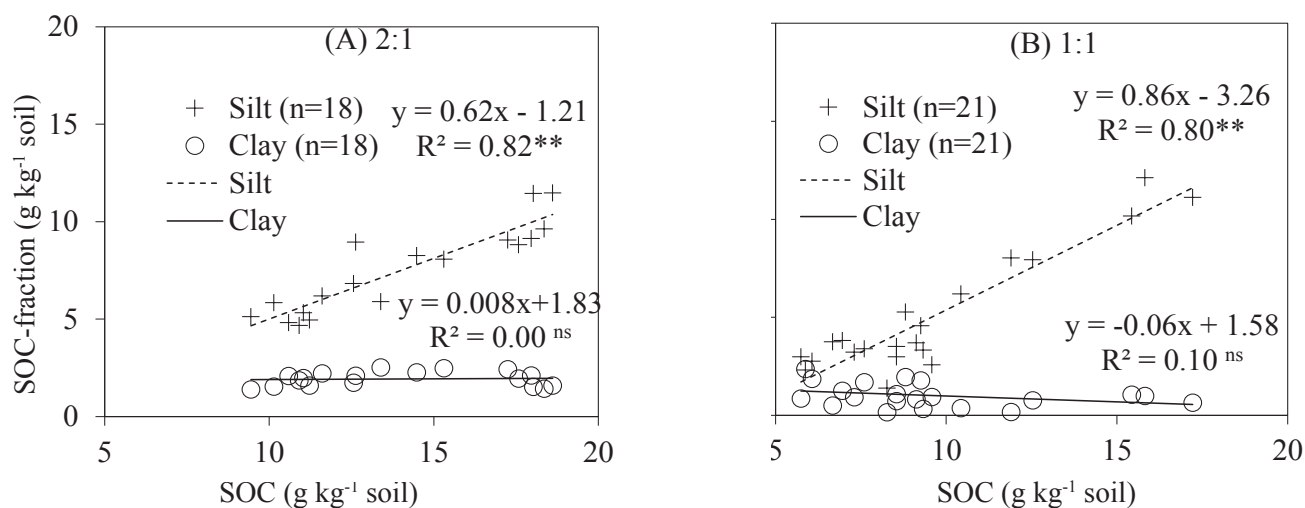 20
15
10
5
0
SOC-fraction (g kg⁻¹ soil)
(A) 2:1
Silt (n=18)
Clay (n=18)
Silt
Clay
y = 0.62x - 1.21
R² = 0.82**
y = 0.008x+1.83
R² = 0.00 ns
5 10 15 20
SOC (g kg⁻¹ soil)
(B) 1:1
Silt (n=21)
Clay (n=21)
Silt
Clay
y = 0.86x - 3.26
R² = 0.80**
y = -0.06x + 1.58
R² = 0.10 ns
5 10 15 20
SOC (g kg⁻¹ soil)